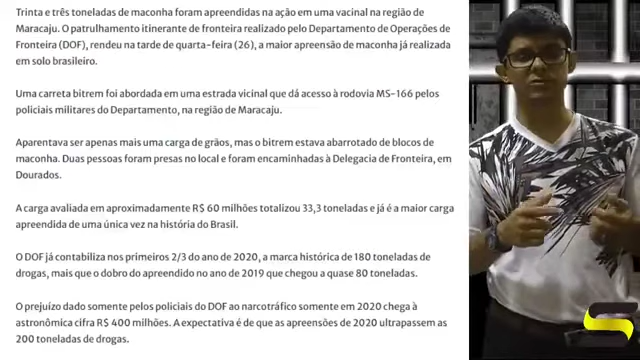 Trinta e três toneladas de maconha foram apreendidas na ação em uma vacinal na região de
Maracaju. O patrulhamento itinerante de fronteira realizado pelo Departamento de Operações de
Fronteira (DOF), rendeu na tarde de quarta-feira (26), a maior apreensão de maconha já realizada
em solo brasileiro.
Uma carreta bitrem foi abordada em uma estrada vicinal que dá acesso à rodovia MS-166 pelos
policiais militares do Departamento, na região de Maracaju.
Aparentava ser apenas mais uma carga de grãos, mas o bitrem estava abarrotado de blocos de
maconha. Duas pessoas foram presas no local e foram encaminhadas à Delegacia de Fronteira, em
Dourados.
A carga avaliada em aproximadamente R$ 60 milhões totalizou 33,3 toneladas e já é a maior carga
apreendida de uma única vez na história do Brasil.
O DOF já contabiliza nos primeiros 2/3 do ano de 2020, a marca histórica de 180 toneladas de
drogas, mais que o dobro do apreendido no ano de 2019 que chegou a quase 80 toneladas.
O prejuízo dado somente pelos policiais do DOF ao narcotráfico somente em 2020 chega à
astronômica cifra R$ 400 milhões. A expectativa é de que as apreensões de 2020 ultrapassem as
200 toneladas de drogas.